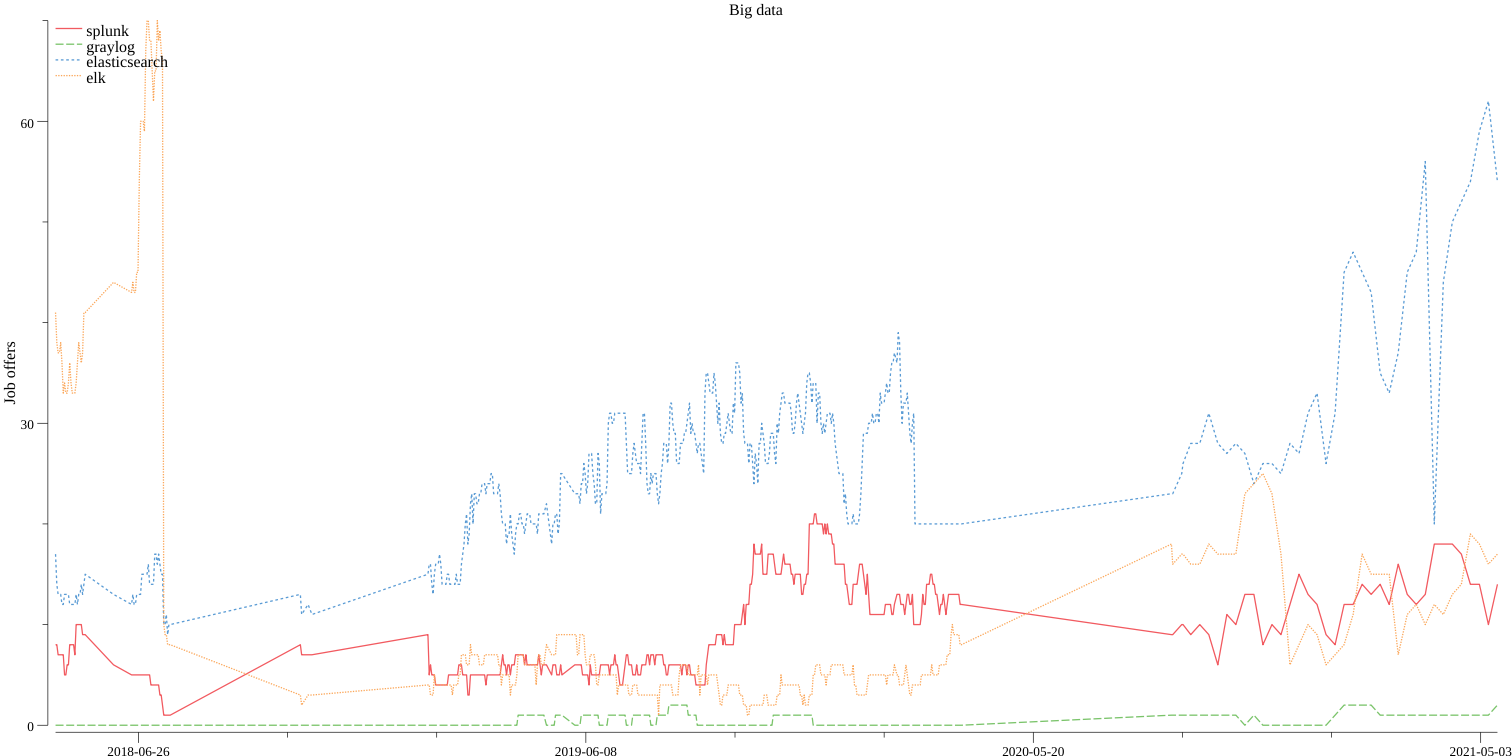 Big data
splunk
graylog
elasticsearch
elk
60
30
0
Job offers
2018-06-26
2019-06-08
2020-05-20
2021-05-03